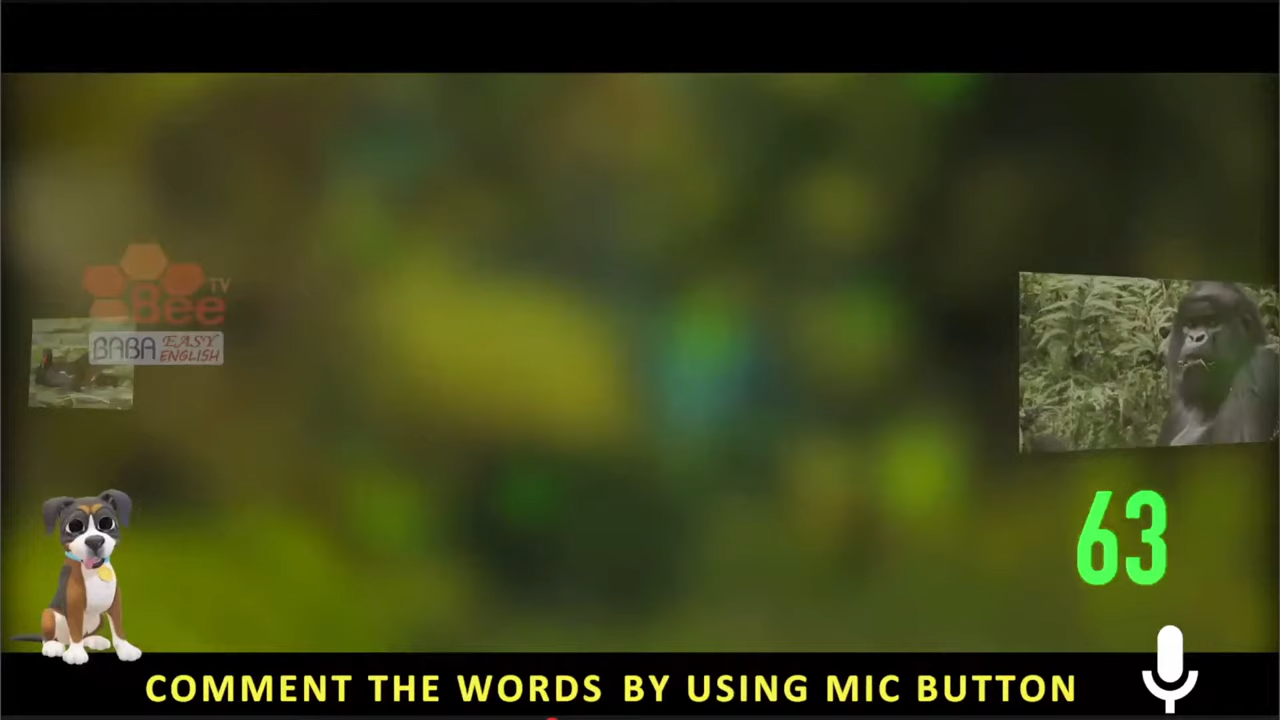 TV
Bee
BABA EASY
ENGLISH
63
COMMENT THE WORDS BY USING MIC BUTTON